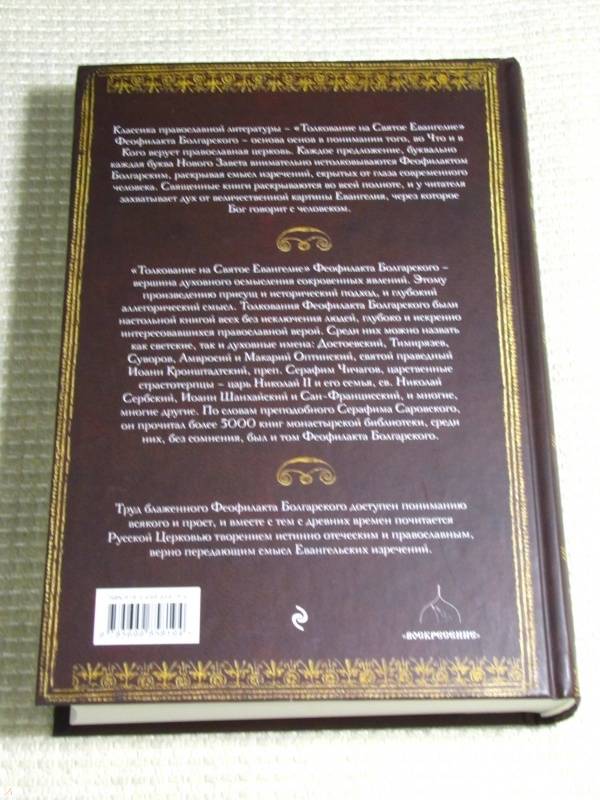 Классика православной литературы – «Толкование на Святое Евангелие»
Феофилакта Болгарского – основа основ в понимании того, во Что и в
Кого верует православная церковь. Каждое предложение, буквально
каждая буква Нового Завета внимательно истолковываются Феофилактом
Болгарским, раскрывая смысл изречений, скрытых от глаза современного
человека. Священные книги раскрываются во всей полноте, и у читателя
захватывает дух от величественной картины Евангелия, через которое
Бог говорит с человеком.
«Толкование на Святое Евангелие» Феофилакта Болгарского –
вершина духовного осмысления сокровенных явлений. Этому
произведению присущ и исторический подход, и глубокий
аллегорический смысл. Толкования Феофилакта Болгарского были
настольной книгой всех без исключения людей, глубоко и искренно
интересовавшихся православной верой. Среди них можно назвать
как светские, так и духовные имена: Достоевский, Тимирязев,
Суворов, Амвросий и Макарий Оптинский, святой праведный
Иоанн Кронштадтский, преп. Серафим Чичагов, царственные
страстотерпцы – царь Николай II и его семья, св. Николай
Сербский, Иоанн Шанхайский и Сан-Францисский, и многие,
многие другие. По словам преподобного Серафима Саровского,
он прочитал более 5000 книг монастырской библиотеки, среди
них, без сомнения, был и том Феофилакта Болгарского.
Труд блаженного Феофилакта Болгарского доступен пониманию
всякого и прост, и вместе с тем с древних времен почитается
Русской Церковью творением истинно отеческим и православным,
верно передающим смысл Евангельских изречений.
«ВОСКРЕСЕНИЕ»